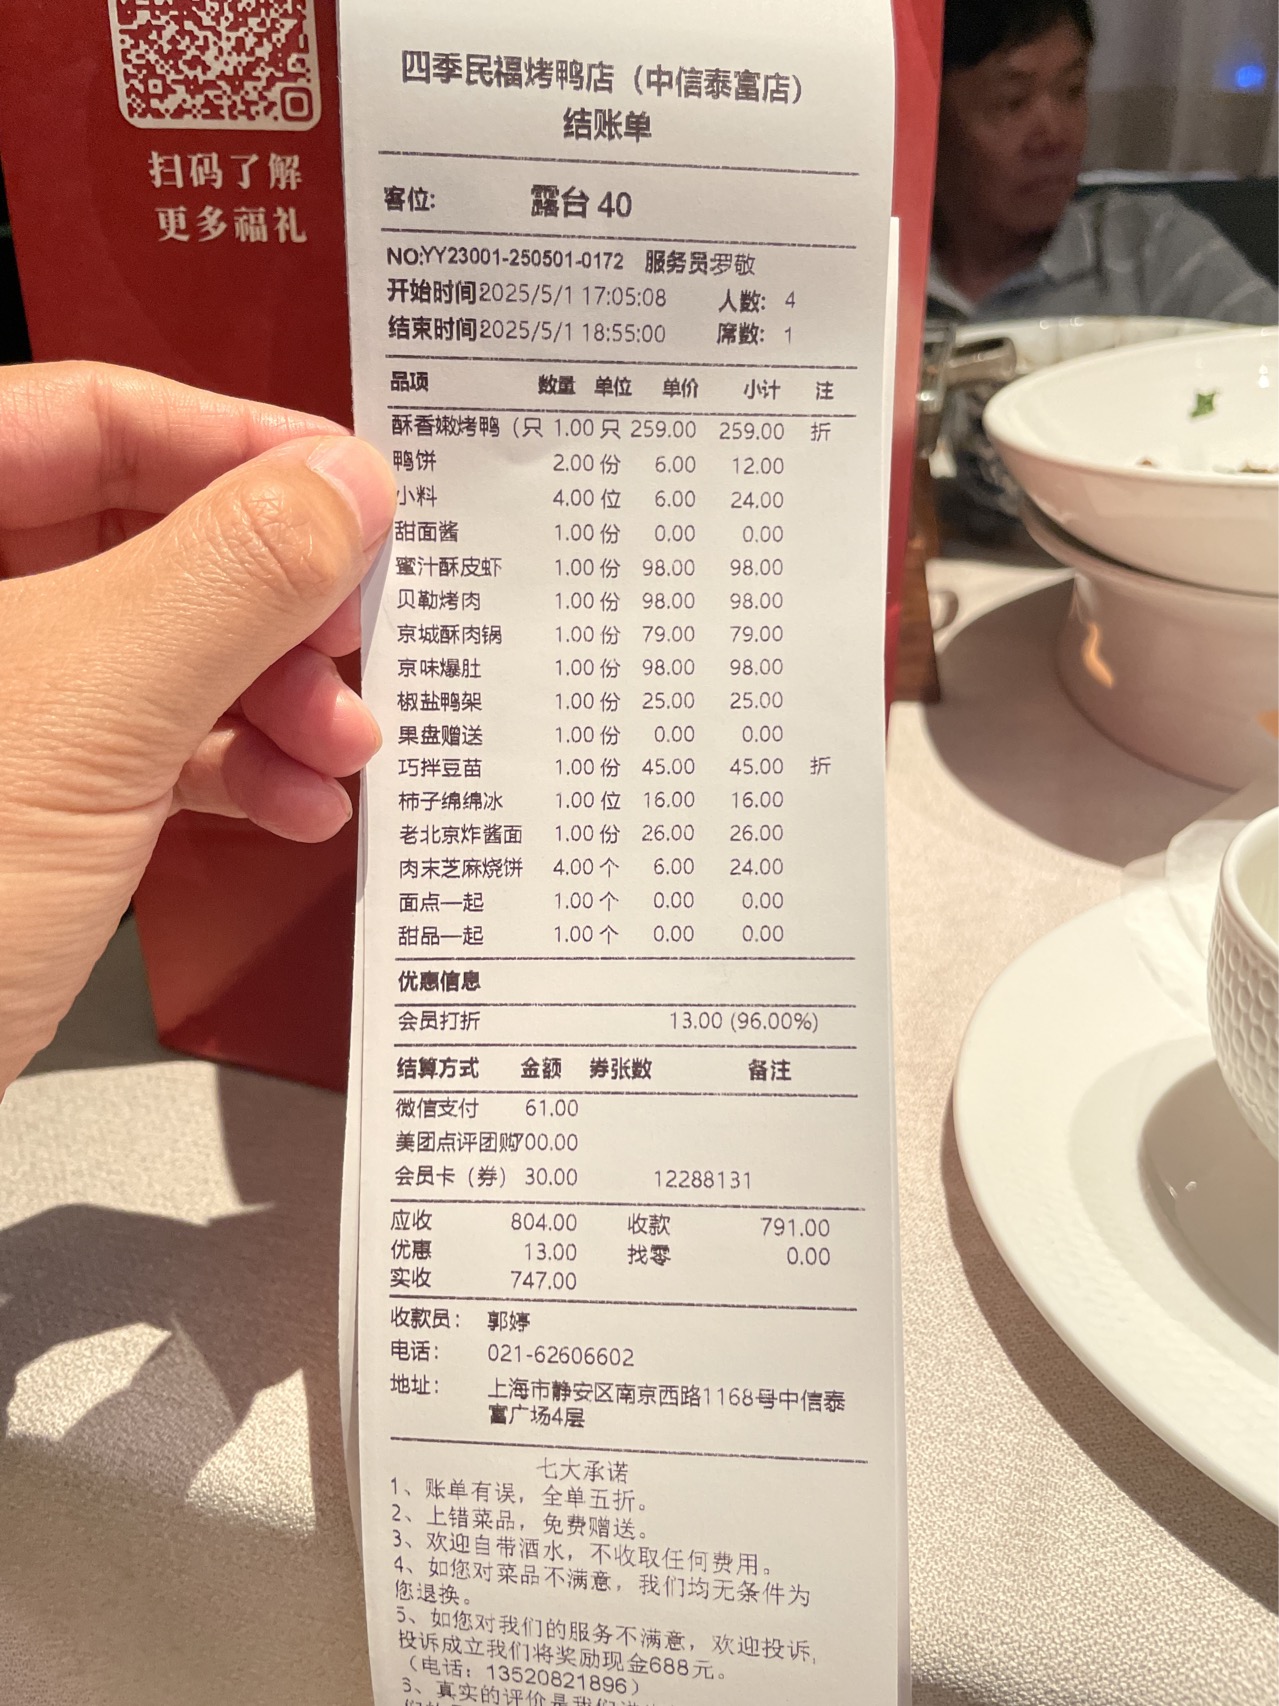 扫码了解
更多福礼
四季民福烤鸭店（中信泰富店）
结账单
客位: 露台 40
NO:YY23001-250501-0172 服务员:罗敬
开始时间2025/5/1 17:05:08 人数: 4
结束时间2025/5/1 18:55:00 席数: 1
品项 数量 单位 单价 小计 注
酥香嫩烤鸭（只 1.00 只 259.00 259.00 折
鸭饼 2.00 份 6.00 12.00
小料 4.00 位 6.00 24.00
甜面酱 1.00 份 0.00 0.00
蜜汁酥皮虾 1.00 份 98.00 98.00
贝勒烤肉 1.00 份 98.00 98.00
京城酥肉锅 1.00 份 79.00 79.00
京味爆肚 1.00 份 98.00 98.00
椒盐鸭架 1.00 份 25.00 25.00
果盘赠送 1.00 份 0.00 0.00
巧拌豆苗 1.00 份 45.00 45.00 折
柿子绵绵冰 1.00 位 16.00 16.00
老北京炸酱面 1.00 份 26.00 26.00
肉末芝麻烧饼 4.00 个 6.00 24.00
面点一起 1.00 个 0.00 0.00
甜品一起 1.00 个 0.00 0.00
优惠信息
会员打折 13.00 (96.00%)
结算方式 金额 券张数 备注
微信支付 61.00
美团点评团购700.00
会员卡（券） 30.00 12288131
应收 804.00 收款 791.00
优惠 13.00 找零 0.00
实收 747.00
收款员: 郭婷
电话: 021-62606602
地址: 上海市静安区南京西路1168号中信泰
富广场4层
七大承诺
1、账单有误，全单五折。
2、上错菜品，免费赠送。
3、欢迎自带酒水，不收取任何费用。
4、如您对菜品不满意，我们均无条件为
您退换。
5、如您对我们的服务不满意，欢迎投诉,
投诉成立我们将奖励现金688元。
（电话：13520821896）
6、真实的评价是我们